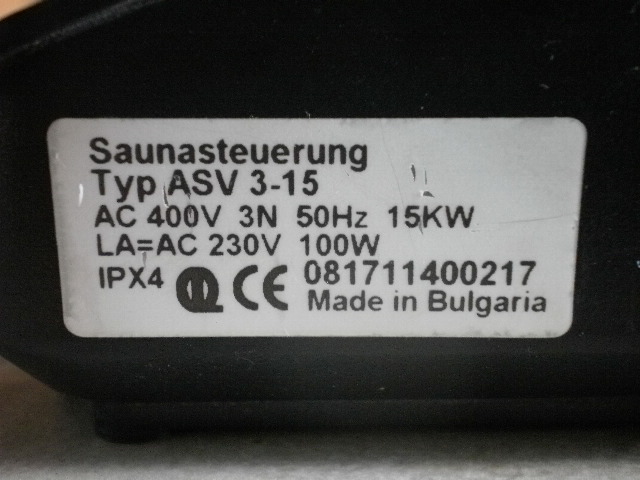 Saunasteuerung
Typ ASV 3-15
AC 400V 3N 50Hz 15KW
LA=AC 230V 100W
IPX4 CE 081711400217
Made in Bulgaria